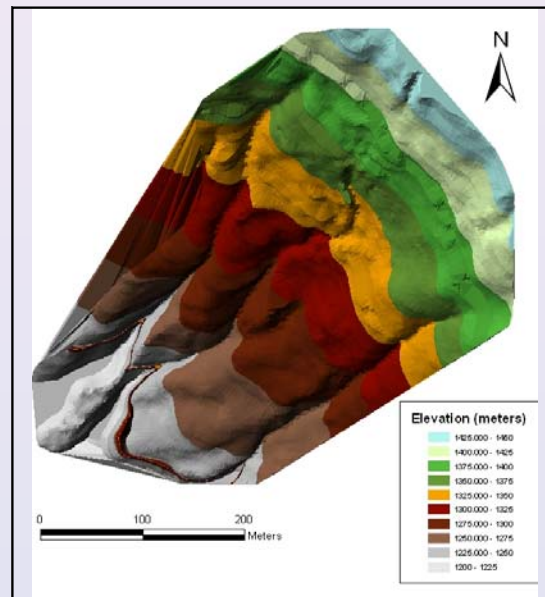 N
Elevation (meters)
1425.000 - 1450
1400.000 - 1425
1375.000 - 1400
1350.000 - 1375
1325.000 - 1350
1300.000 - 1325
1275.000 - 1300
1250.000 - 1275
1225.000 - 1250
1200 - 1225
0 100 200
Meters